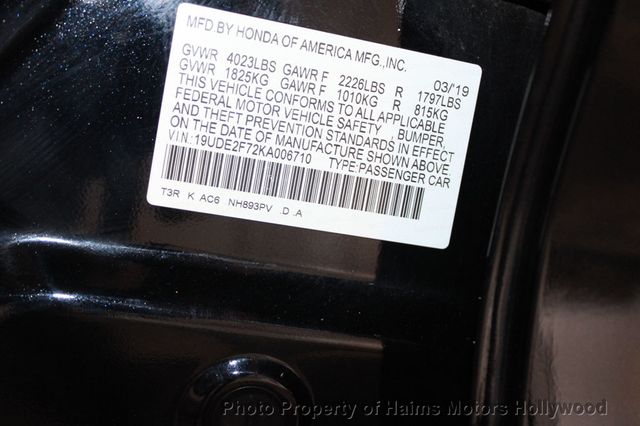 MFD.BY HONDA OF AMERICA MFG.,INC.
03/'19
GVWR 4023LBS GAWR F 2226LBS R 1797LBS
GVWR 1825KG GAWR F 1010KG R 815KG
THIS VEHICLE CONFORMS TO ALL APPLICABLE
FEDERAL MOTOR VEHICLE SAFETY , BUMPER,
AND THEFT PREVENTION STANDARDS IN EFFECT
ON THE DATE OF MANUFACTURE SHOWN ABOVE.
V.I.N.:19UDE2F72KA006710 TYPE:PASSENGER CAR
T3R K AC6 NH893PV .D .A
Photo Property of Haims Motors Hollywood